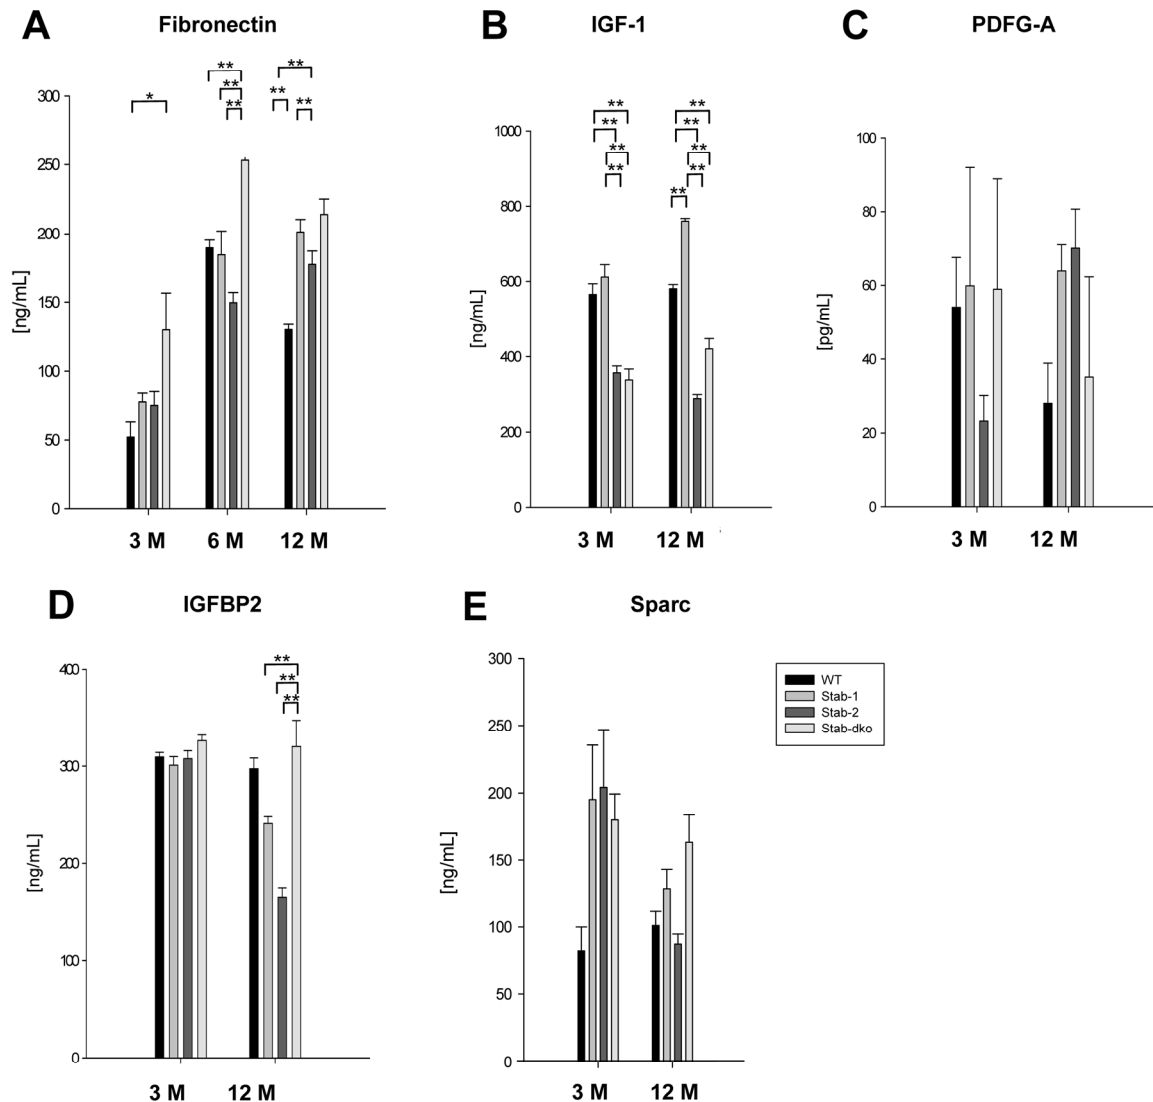 A Fibronectin
* ** ** ** ** ** **
300
250
200
150
100
50
0
[ng/mL]
3 M 6 M 12 M
B IGF-1
** ** ** ** ** ** ** ** **
1000
800
600
400
200
0
[ng/mL]
3 M 12 M
C PDFG-A
100
80
60
40
20
0
[pg/mL]
3 M 12 M
D IGFBP2
** ** **
400
300
200
100
0
[ng/mL]
3 M 12 M
E Sparc
300
250
200
150
100
50
0
[ng/mL]
3 M 12 M
WT
Stab-1
Stab-2
Stab-dko